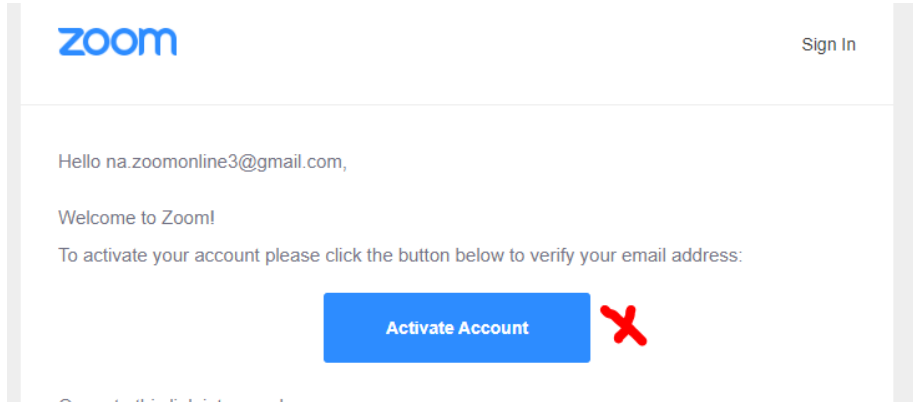 zoom
Sign In
Hello na.zoomonline3@gmail.com,
Welcome to Zoom!
To activate your account please click the button below to verify your email address:
Activate Account